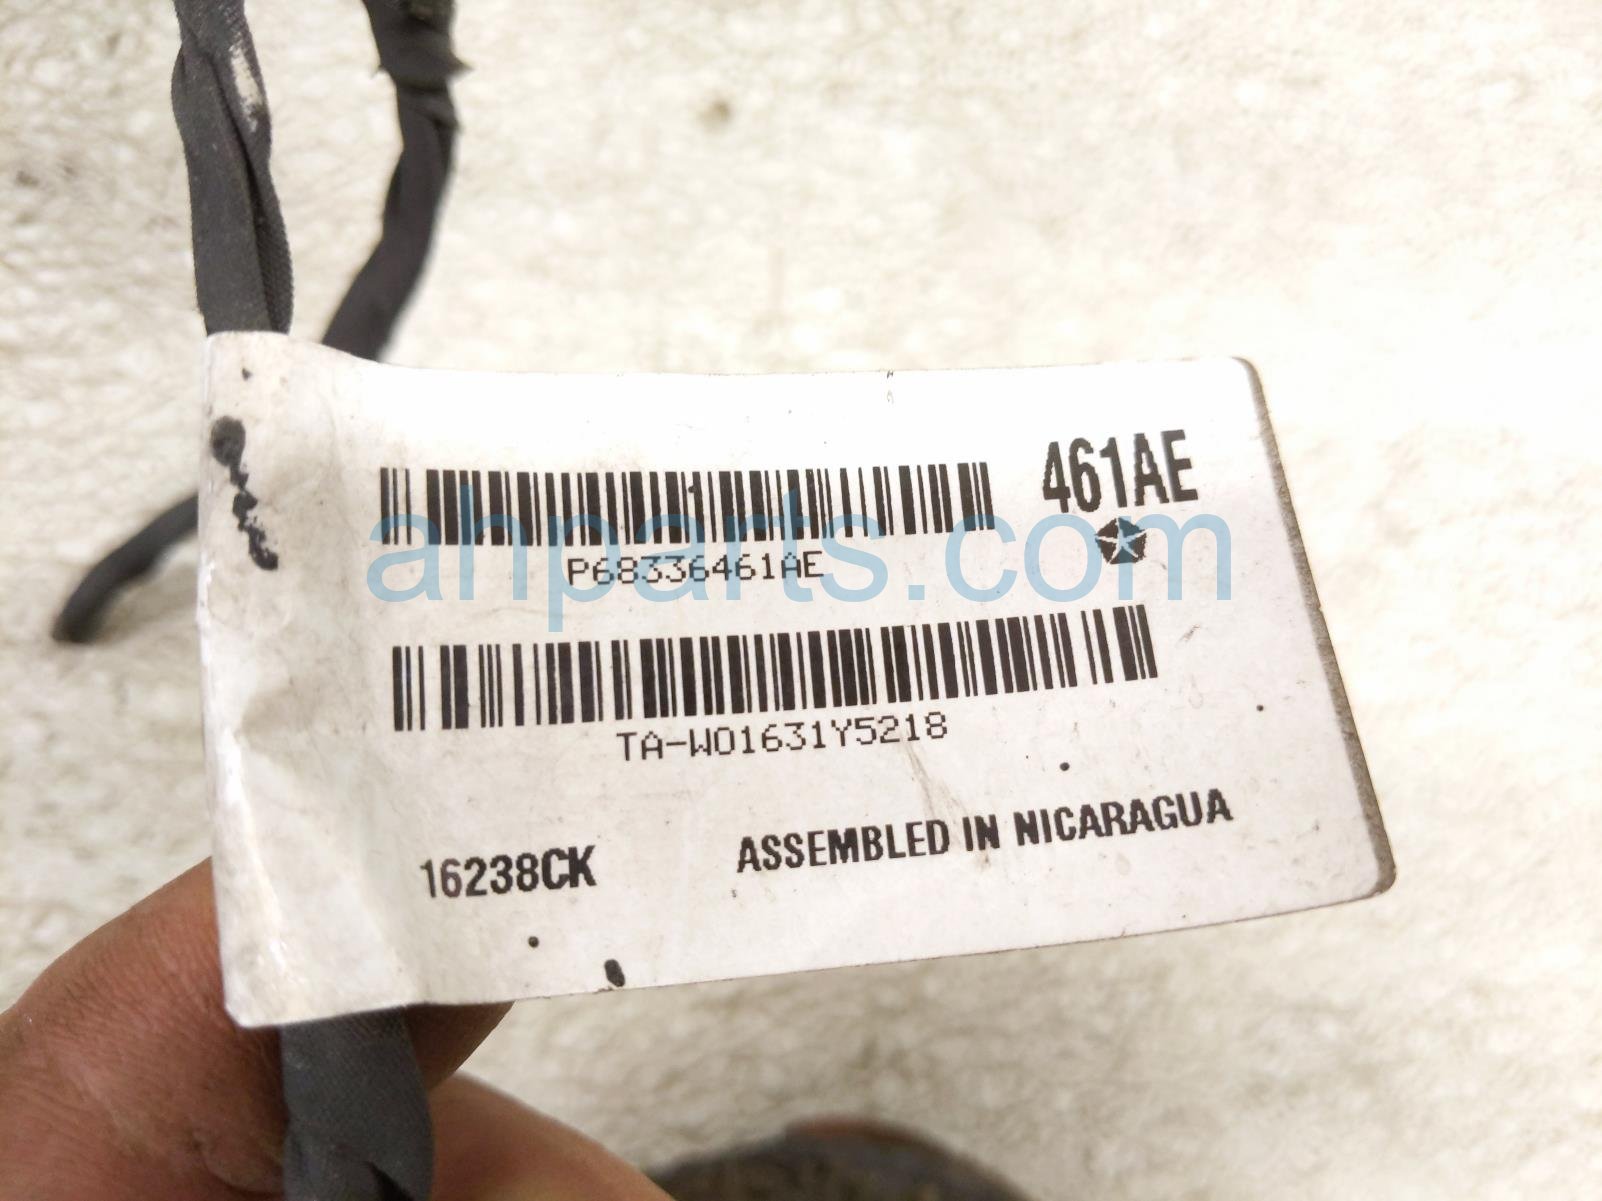 461AE
P68336461AE
ahparts.com
TA-W01631Y5218
16238CK ASSEMBLED IN NICARAGUA